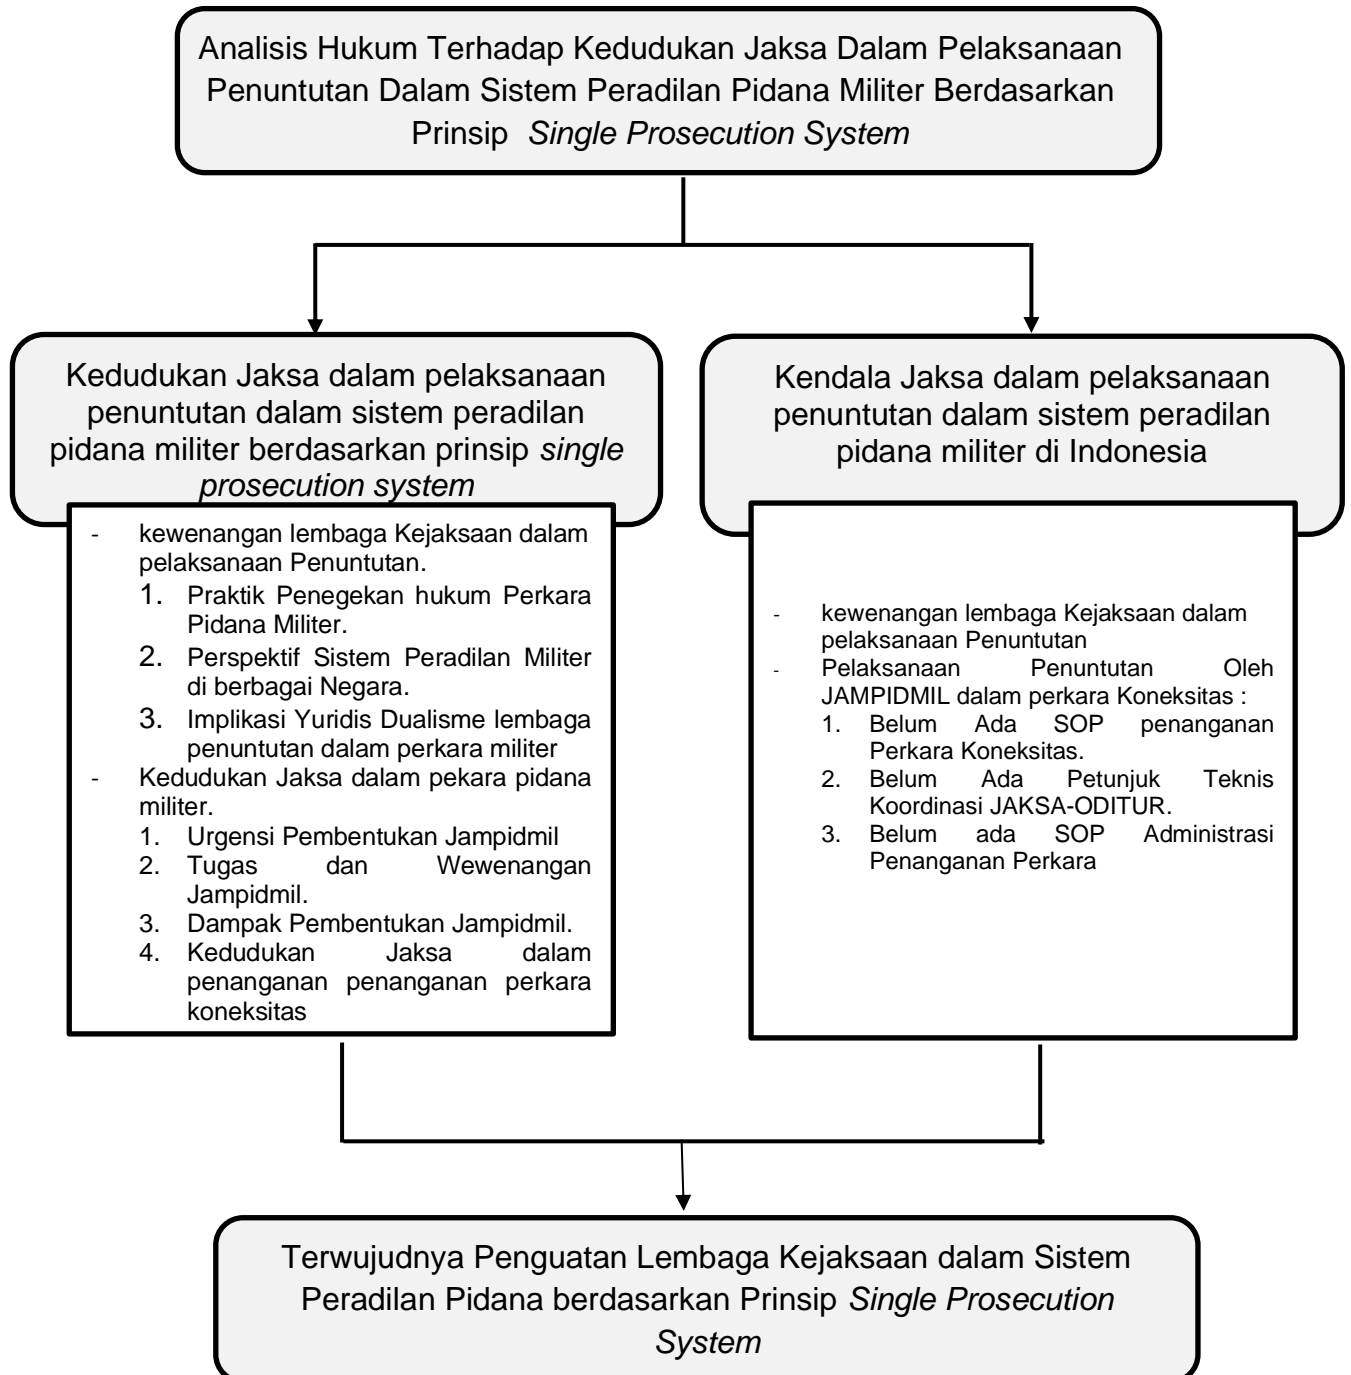 Analisis Hukum Terhadap Kedudukan Jaksa Dalam Pelaksanaan
Penuntutan Dalam Sistem Peradilan Pidana Militer Berdasarkan
Prinsip Single Prosecution System
Kedudukan Jaksa dalam pelaksanaan
penuntutan dalam sistem peradilan
pidana militer berdasarkan prinsip single
prosecution system
- kewenangan lembaga Kejaksaan dalam
pelaksanaan Penuntutan.
1. Praktik Penegekan hukum Perkara
Pidana Militer.
2. Perspektif Sistem Peradilan Militer
di berbagai Negara.
3. Implikasi Yuridis Dualisme lembaga
penuntutan dalam perkara militer
- Kedudukan Jaksa dalam pekara pidana
militer.
1. Urgensi Pembentukan Jampidmil
2. Tugas dan Wewenangan
Jampidmil.
3. Dampak Pembentukan Jampidmil.
4. Kedudukan Jaksa dalam
penanganan penanganan perkara
koneksitas
Kendala Jaksa dalam pelaksanaan
penuntutan dalam sistem peradilan
pidana militer di Indonesia
- kewenangan lembaga Kejaksaan dalam
pelaksanaan Penuntutan
- Pelaksanaan Penuntutan Oleh
JAMPIDMIL dalam perkara Koneksitas :
1. Belum Ada SOP penanganan
Perkara Koneksitas.
2. Belum Ada Petunjuk Teknis
Koordinasi JAKSA-ODITUR.
3. Belum ada SOP Administrasi
Penanganan Perkara
Terwujudnya Penguatan Lembaga Kejaksaan dalam Sistem
Peradilan Pidana berdasarkan Prinsip Single Prosecution
System